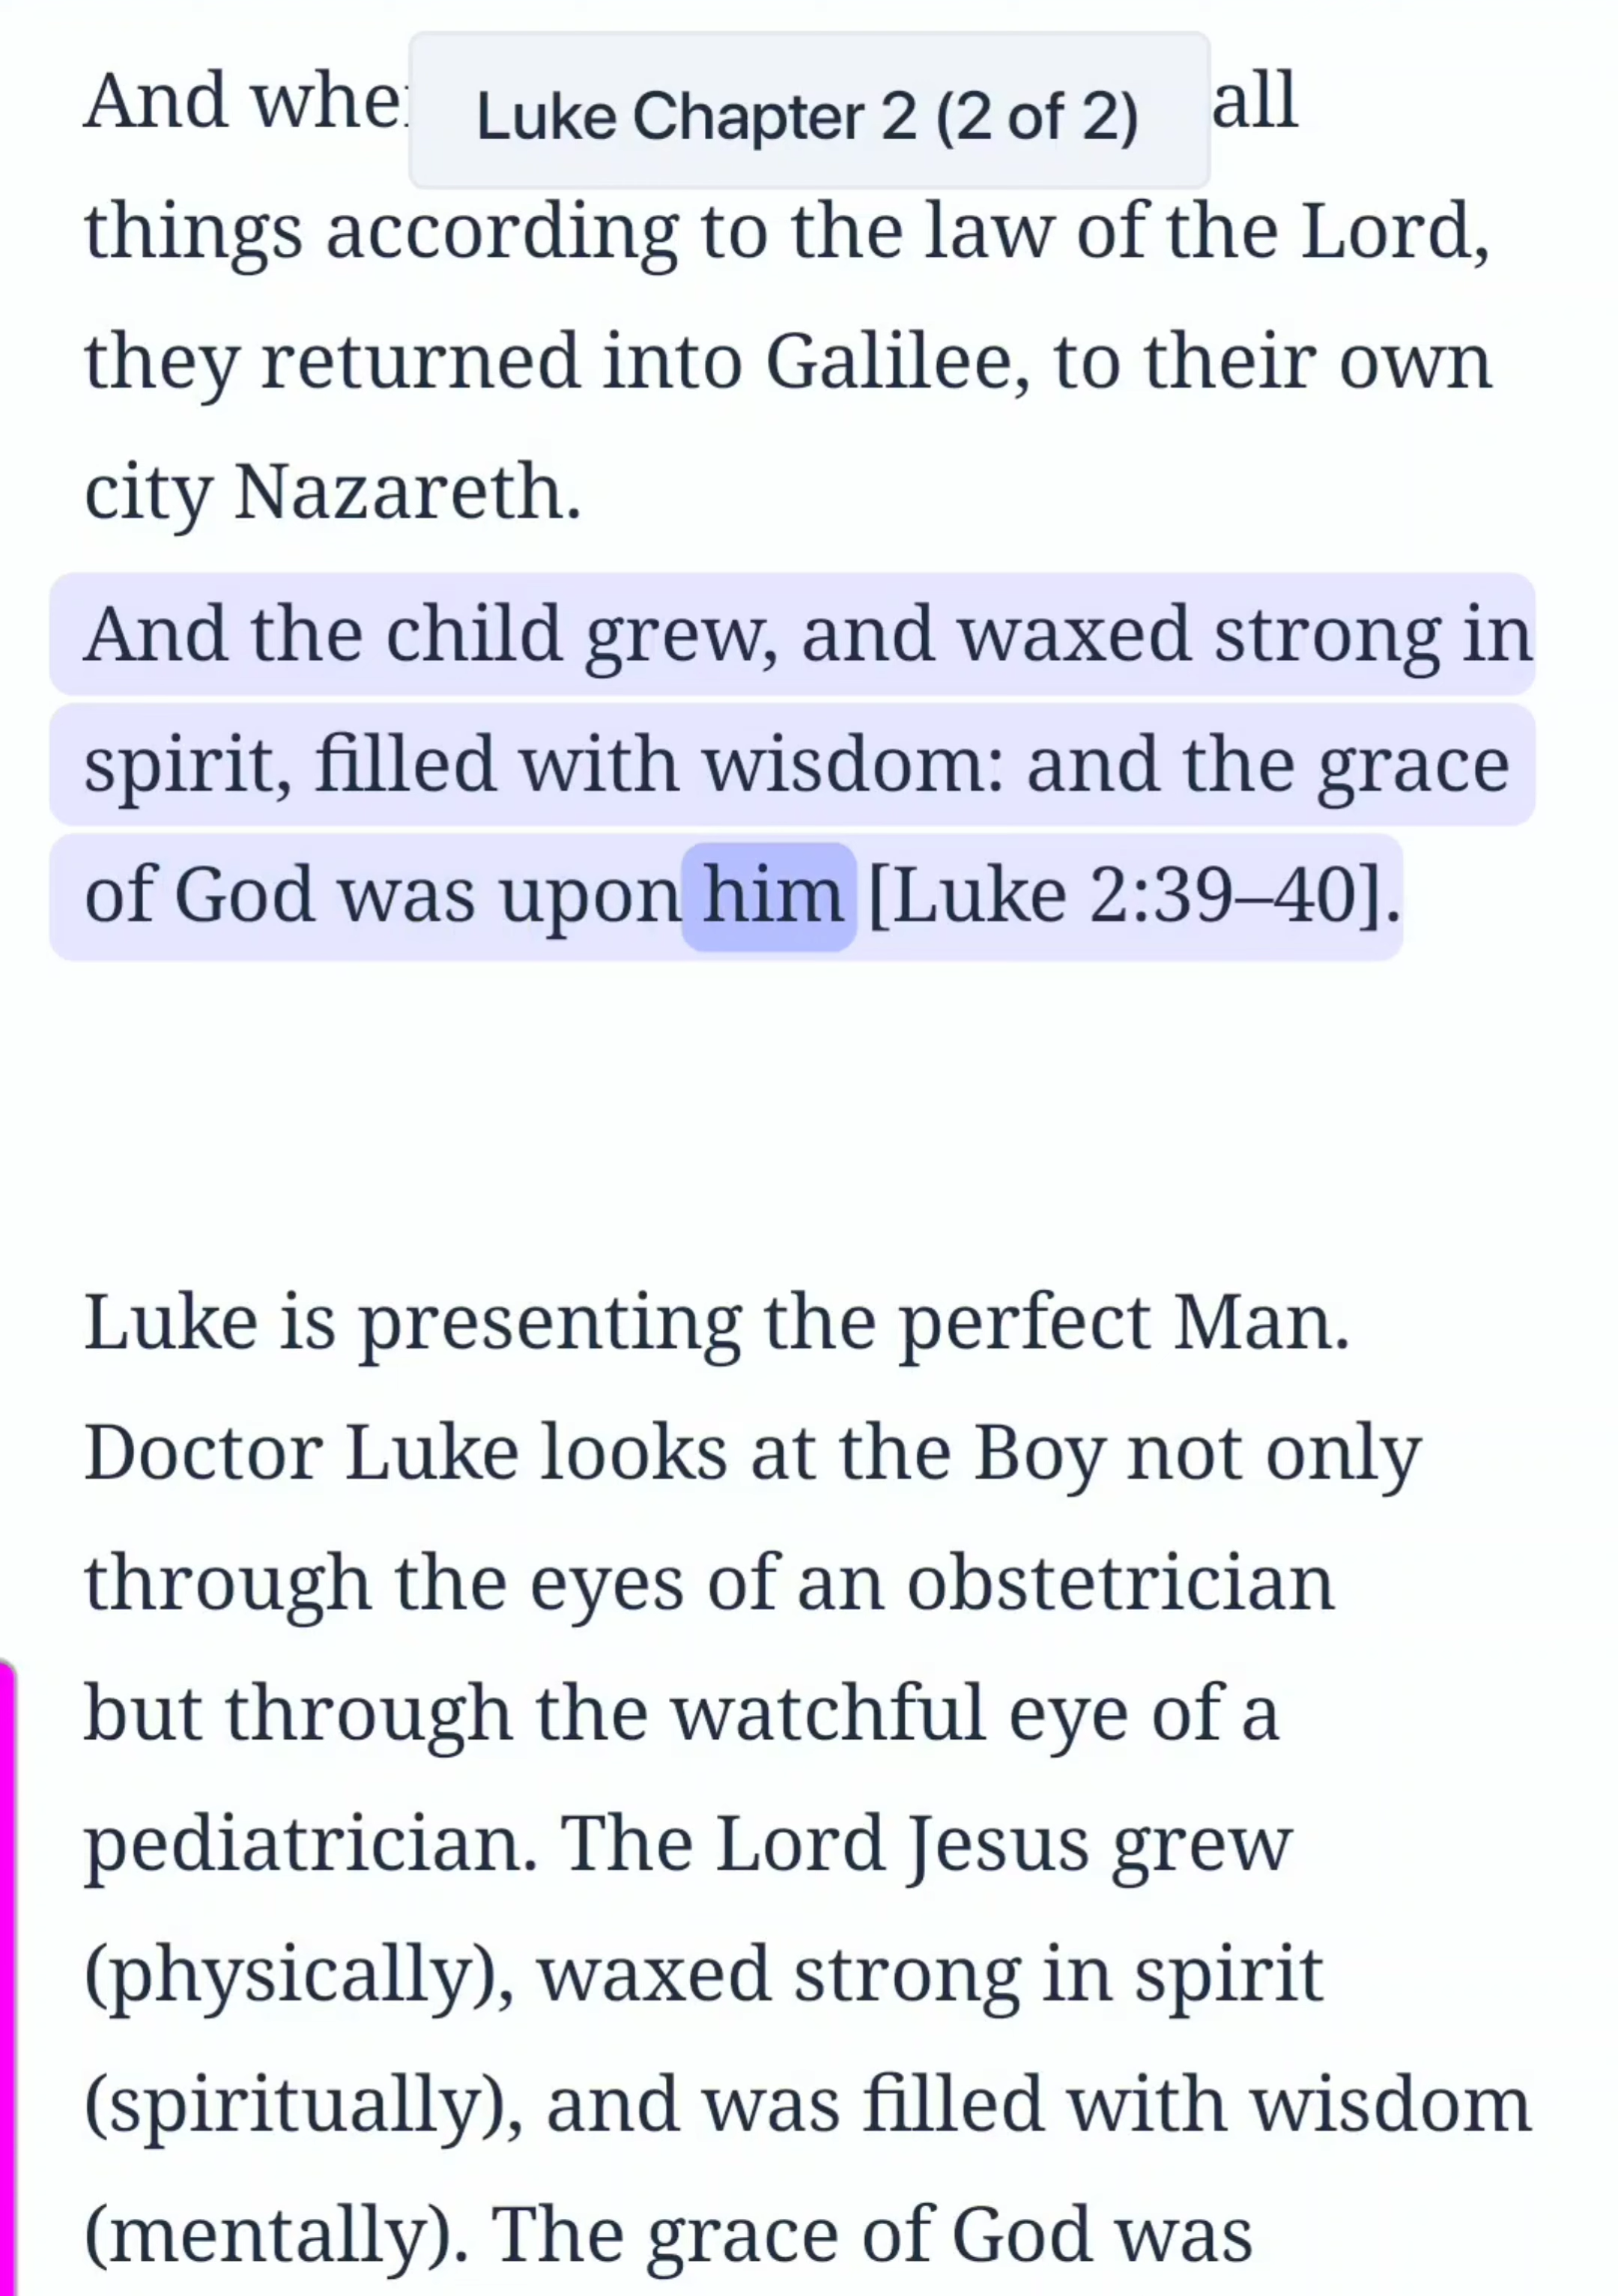 Luke Chapter 2 (2 of 2)
And all
things according to the law of the Lord,
they returned into Galilee, to their own
city Nazareth.
And the child grew, and waxed strong in
spirit, filled with wisdom: and the grace
of God was upon him [Luke 2:39–40].
Luke is presenting the perfect Man.
Doctor Luke looks at the Boy not only
through the eyes of an obstetrician
but through the watchful eye of a
pediatrician. The Lord Jesus grew
(physically), waxed strong in spirit
(spiritually), and was filled with wisdom
(mentally). The grace of God was